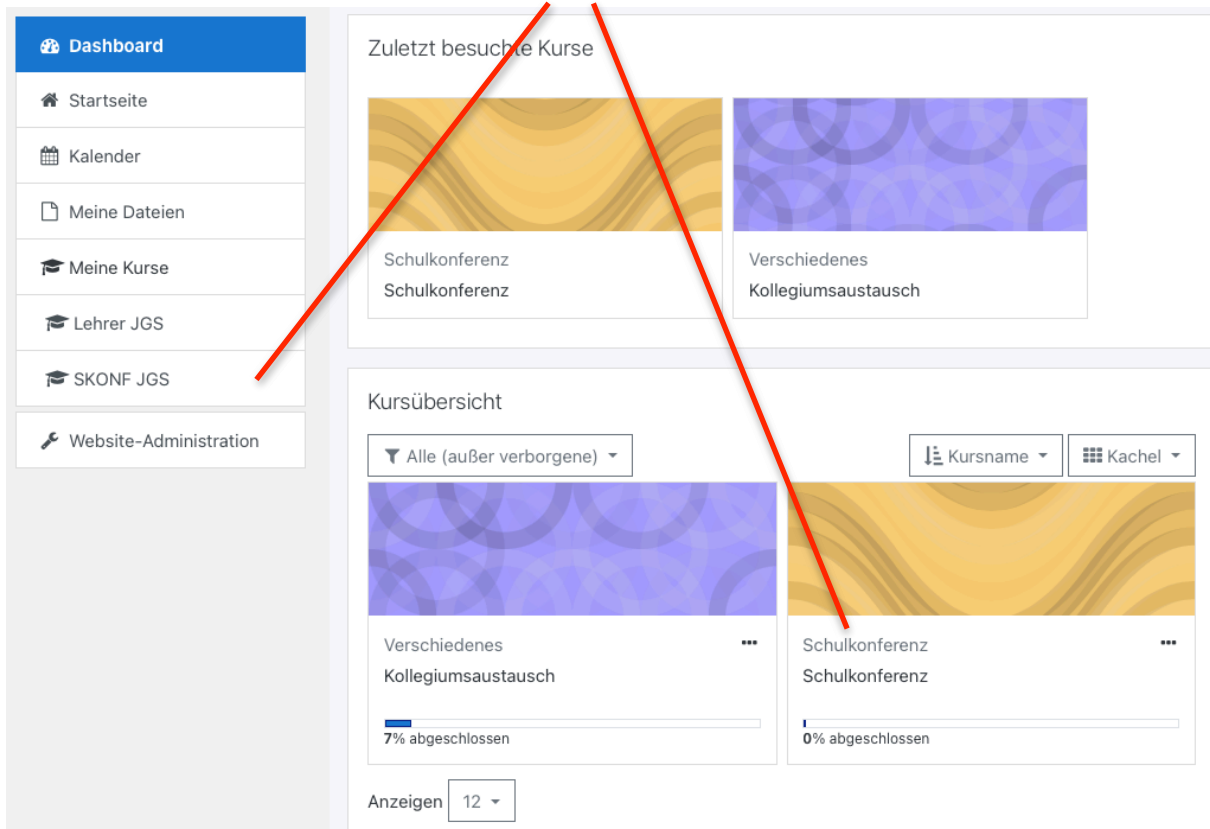 Dashboard
Startseite
Kalender
Meine Dateien
Meine Kurse
Lehrer JGS
SKONF JGS
Website-Administration
Zuletzt besuchte Kurse
Schulkonferenz
Schulkonferenz
Verschiedenes
Kollegiumsaustausch
Kursübersicht
Alle (außer verborgene)
Kursname
Kachel
Verschiedenes
Kollegiumsaustausch
7% abgeschlossen
Schulkonferenz
Schulkonferenz
0% abgeschlossen
Anzeigen 12